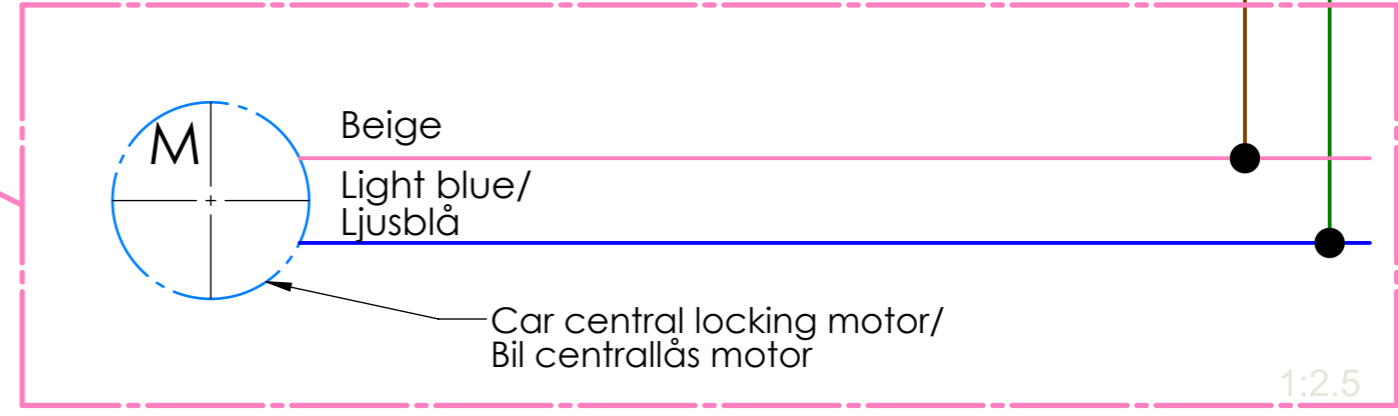 M
Beige
Light blue/
Ljusblå
Car central locking motor/
Bil centrallås motor
1:2.5